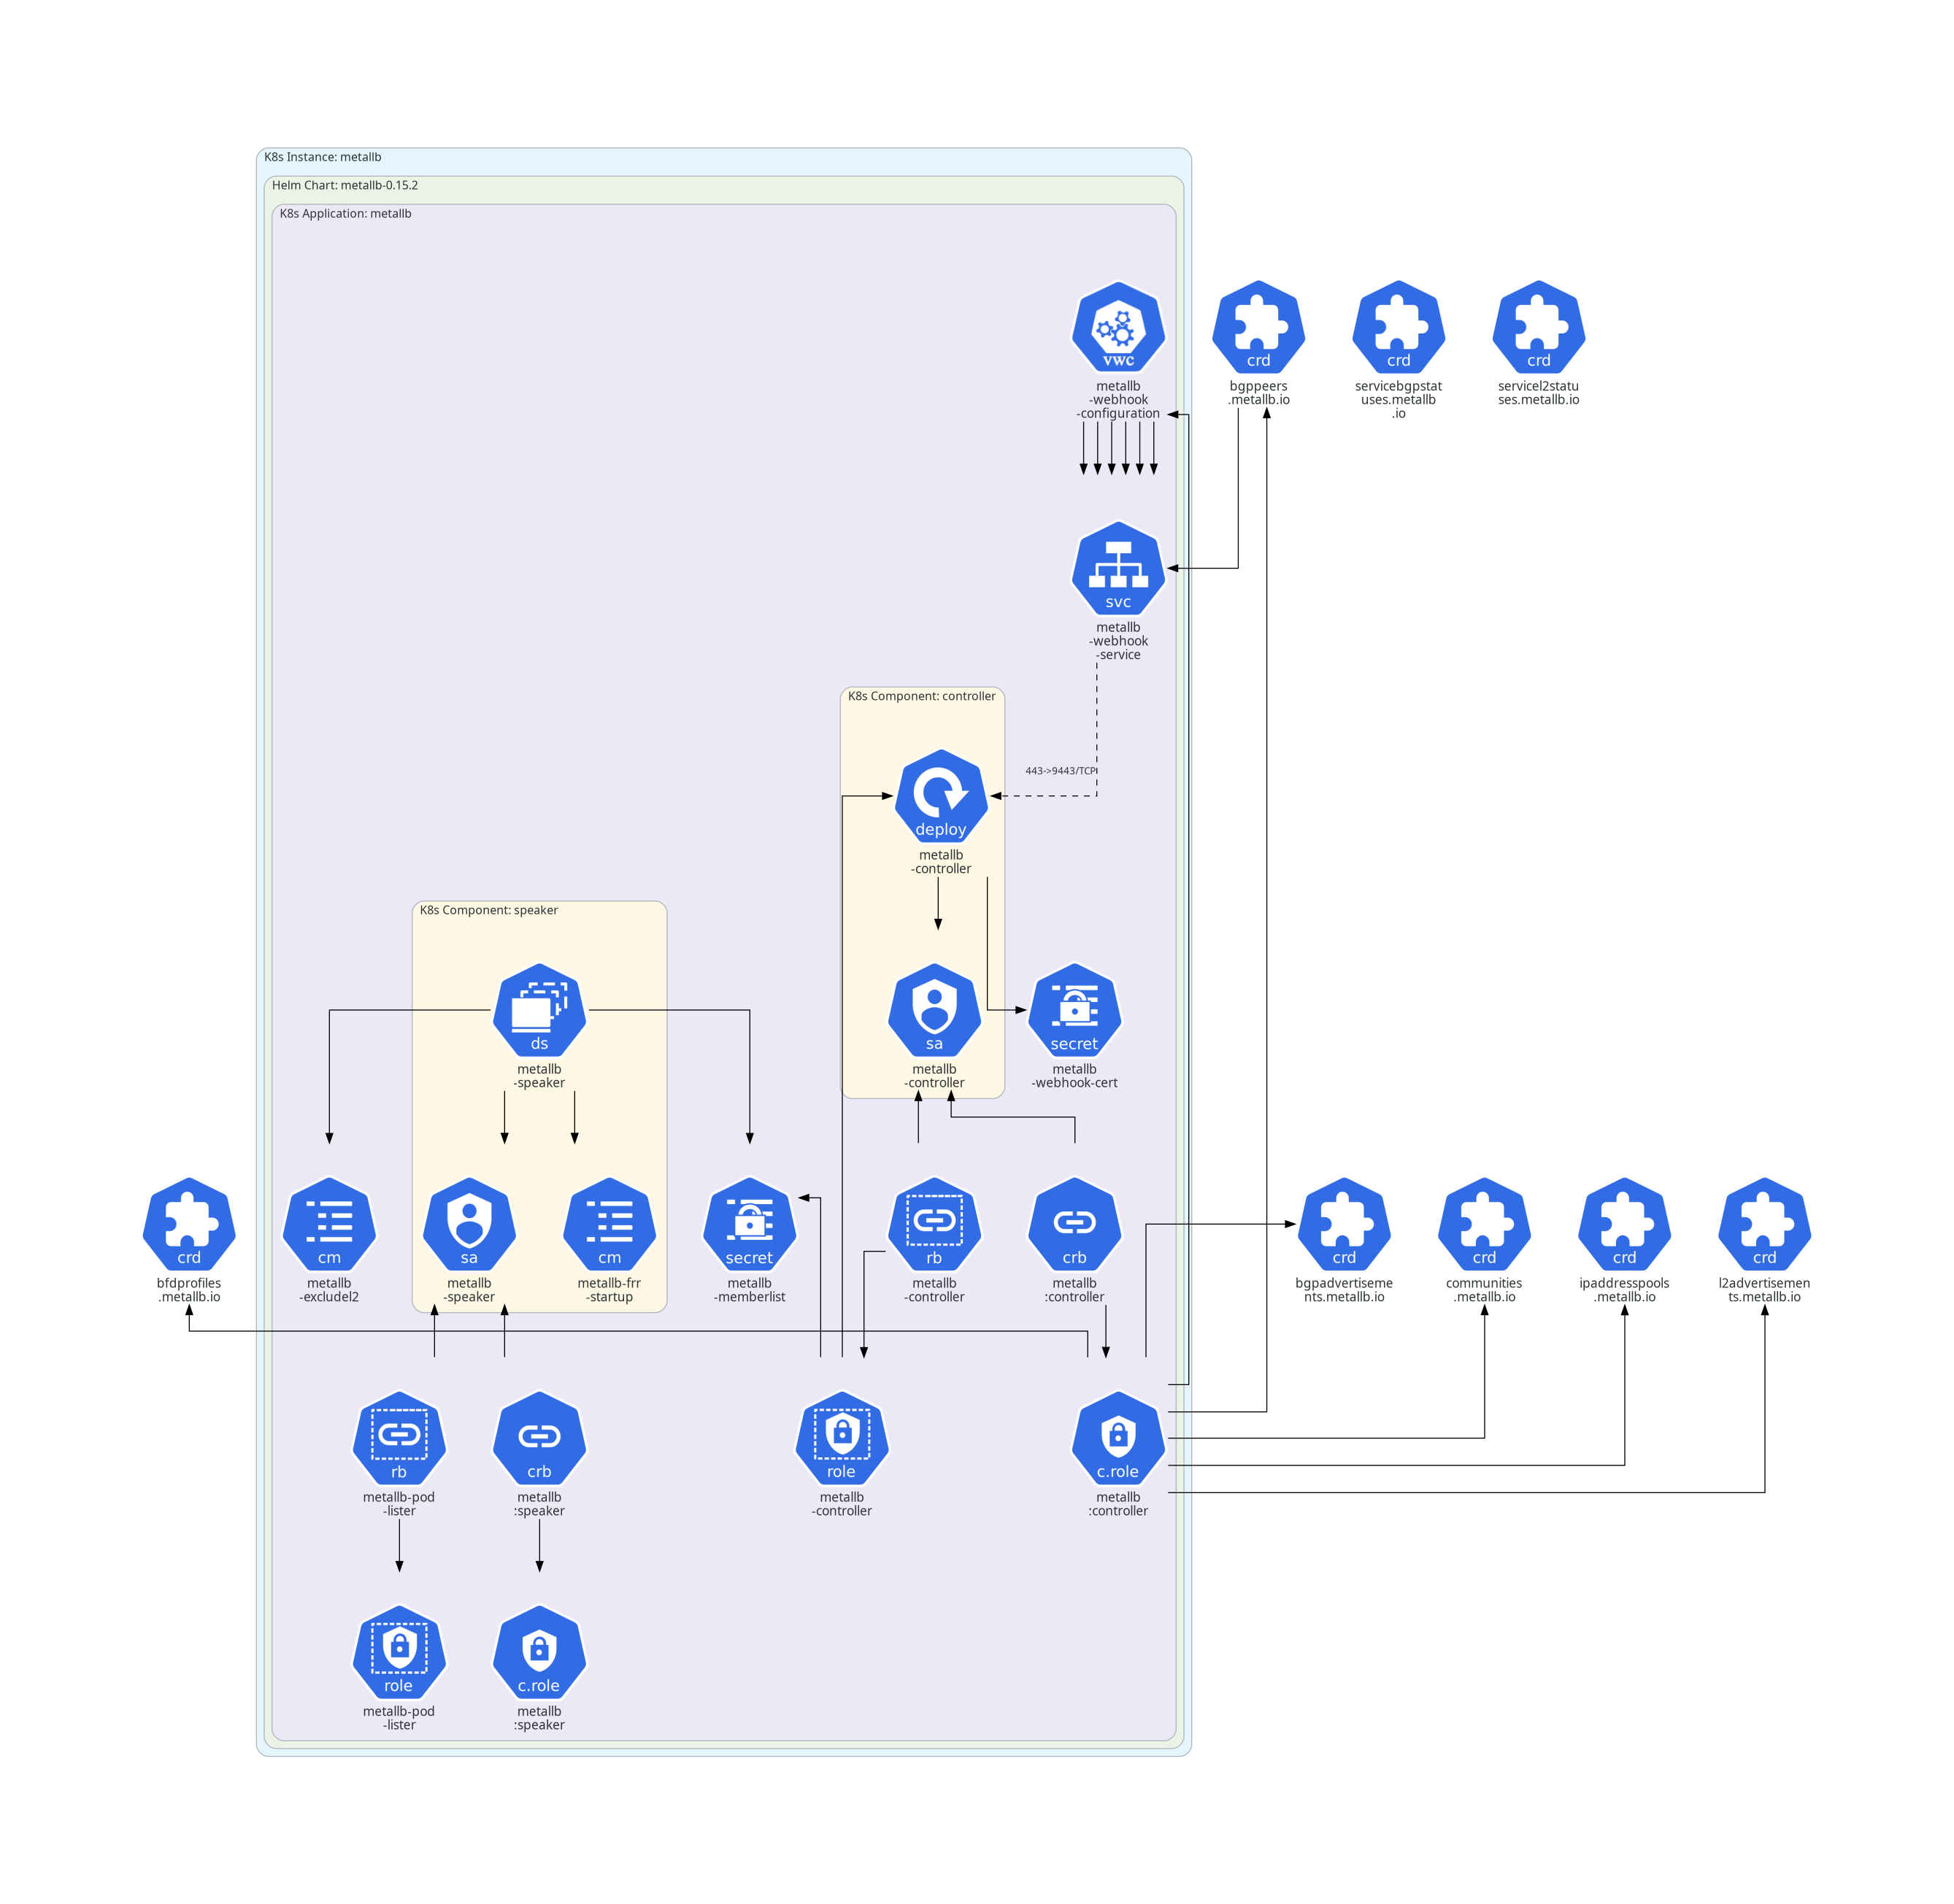 K8s Instance: metallb
Helm Chart: metallb-0.15.2
K8s Application: metallb
vwc
metallb
-webhook
-configuration
crd
bgppeers
.metallb.io
crd
servicebgpstat
uses.metallb
.io
crd
servicel2statu
ses.metallb.io
svc
metallb
-webhook
-service
K8s Component: controller
443->9443/TCP
deploy
metallb
-controller
K8s Component: speaker
ds
metallb
-speaker
sa
metallb
-controller
secret
metallb
-webhook-cert
crd
bfdprofiles
.metallb.io
cm
metallb
-excludel2
sa
metallb
-speaker
cm
metallb-frr
-startup
secret
metallb
-memberlist
rb
metallb
-controller
crb
metallb
:controller
crd
bgpadvertiseme
nts.metallb.io
crd
communities
.metallb.io
crd
ipaddresspools
.metallb.io
crd
l2advertisemen
ts.metallb.io
rb
metallb-pod
-lister
crb
metallb
:speaker
role
metallb
-controller
c.role
metallb
:controller
role
metallb-pod
-lister
c.role
metallb
:speaker